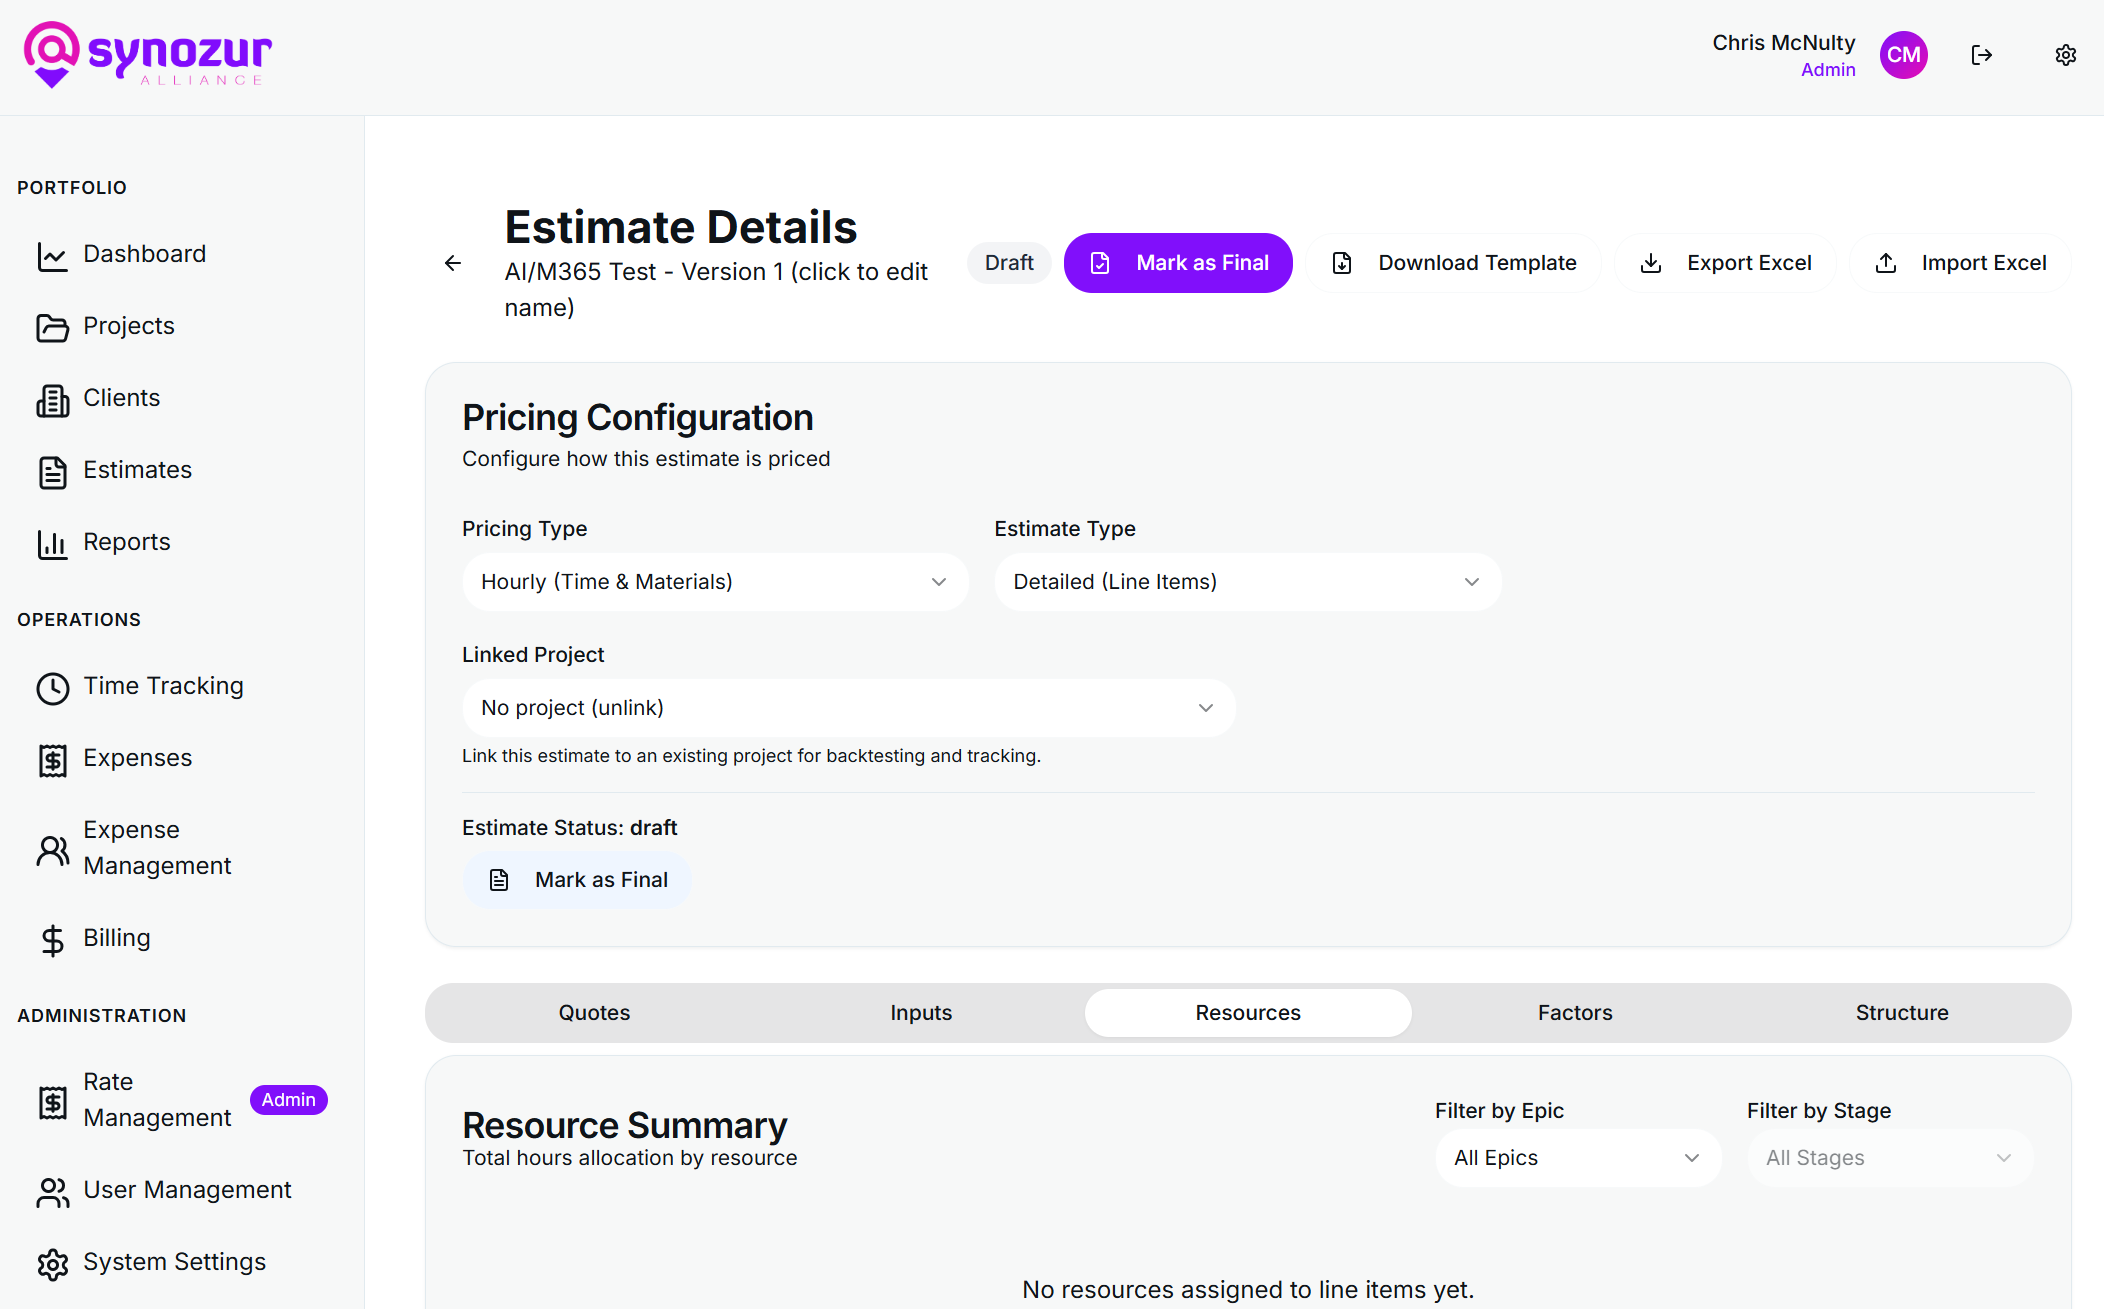 synozur
ALLIANCE
Chris McNulty
Admin
CM
PORTFOLIO
Dashboard
Projects
Clients
Estimates
Reports
OPERATIONS
Time Tracking
Expenses
Expense
Management
Billing
ADMINISTRATION
Rate
Management
Admin
User Management
System Settings
Estimate Details
AI/M365 Test - Version 1 (click to edit
name)
Draft
Mark as Final
Download Template
Export Excel
Import Excel
Pricing Configuration
Configure how this estimate is priced
Pricing Type
Estimate Type
Hourly (Time & Materials)
Detailed (Line Items)
Linked Project
No project (unlink)
Link this estimate to an existing project for backtesting and tracking.
Estimate Status: draft
Mark as Final
Quotes
Inputs
Resources
Factors
Structure
Resource Summary
Total hours allocation by resource
Filter by Epic
Filter by Stage
All Epics
All Stages
No resources assigned to line items yet.